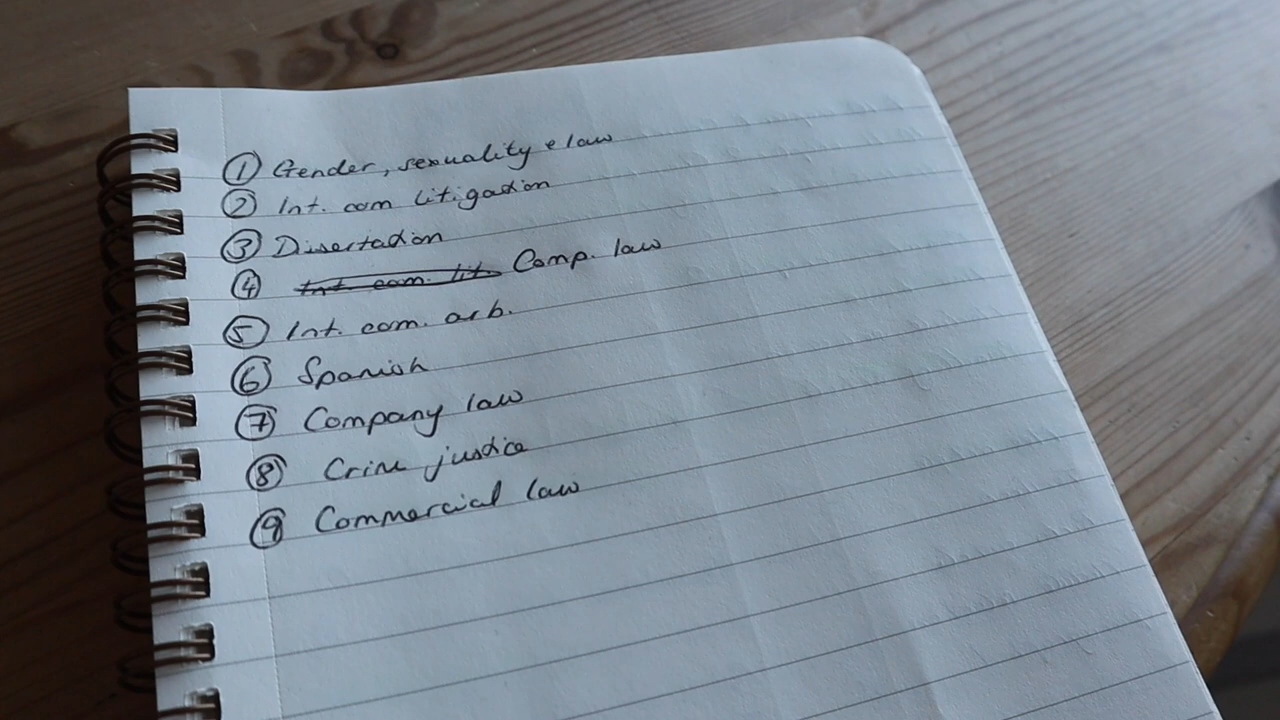 ① Gender, sexuality & law
② Int. com litigation
③ Disertation
④ Int com. lit. Comp. law
⑤ Int. com. arb.
⑥ Spanish
⑦ Company law
⑧ Crim justice
⑨ Commercial law